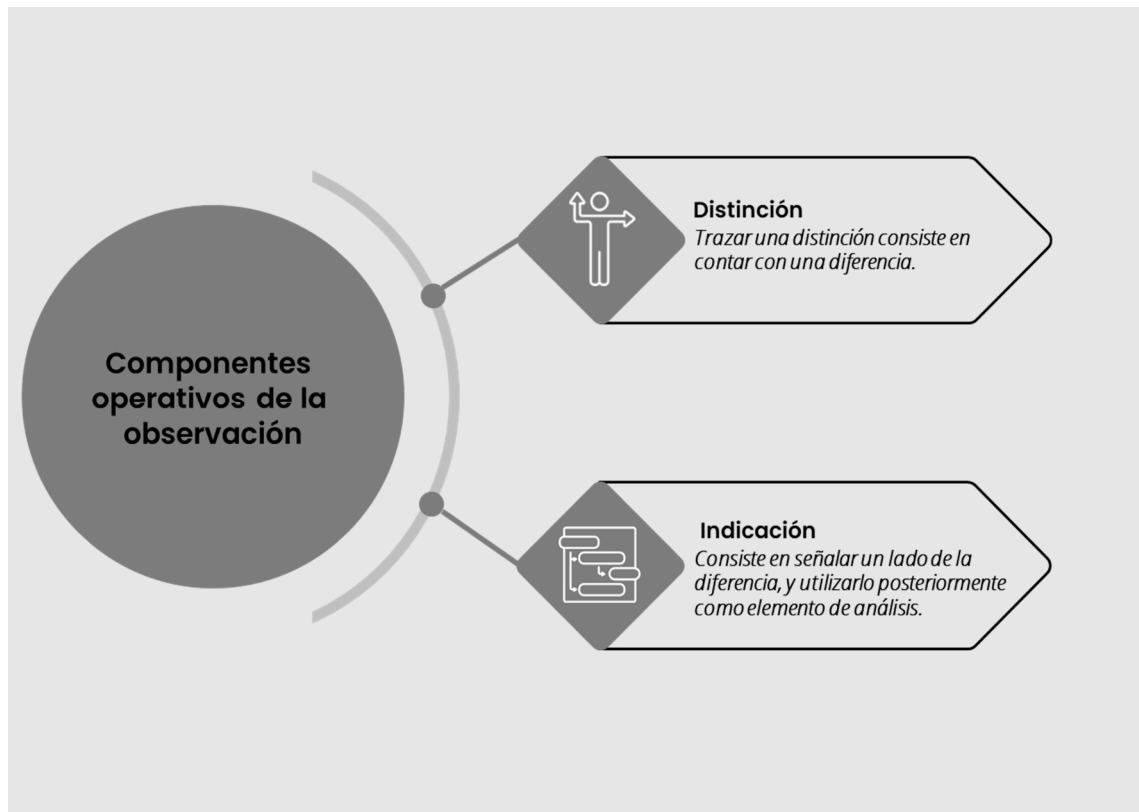 Componentes
operativos de la
observación
Distinción
Trazar una distinción consiste en
contar con una diferencia.
Indicación
Consiste en señalar un lado de la
diferencia, y utilizarlo posteriormente
como elemento de análisis.